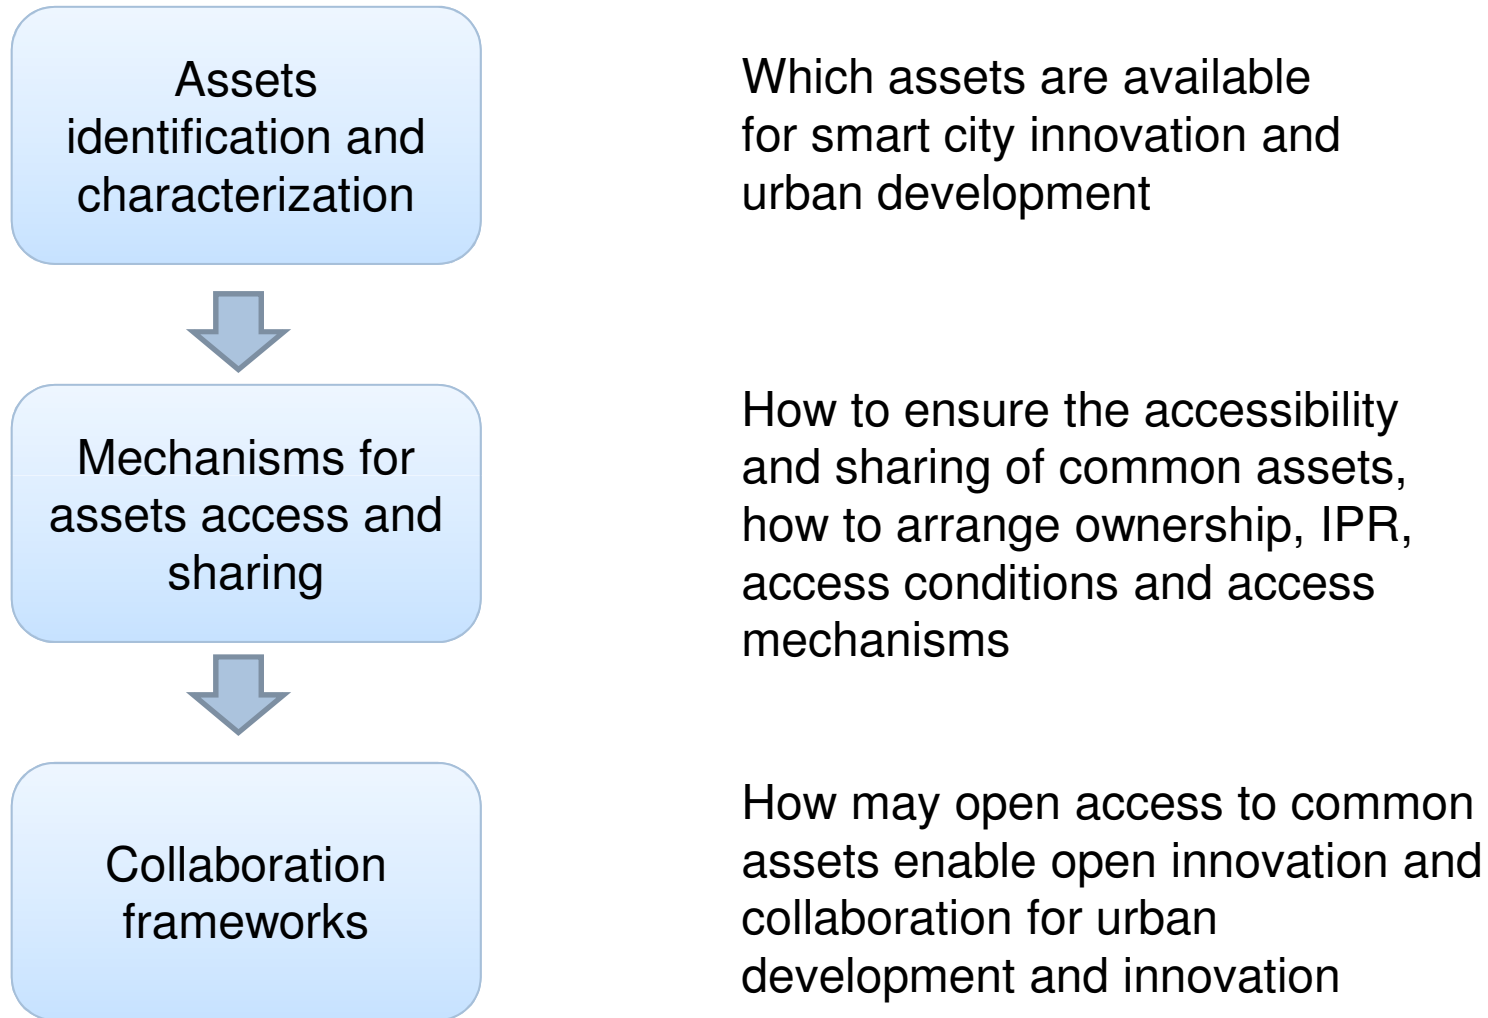 Assets
identification and
characterization
Which assets are available
for smart city innovation and
urban development
Mechanisms for
assets access and
sharing
How to ensure the accessibility
and sharing of common assets,
how to arrange ownership, IPR,
access conditions and access
mechanisms
Collaboration
frameworks
How may open access to common
assets enable open innovation and
collaboration for urban
development and innovation